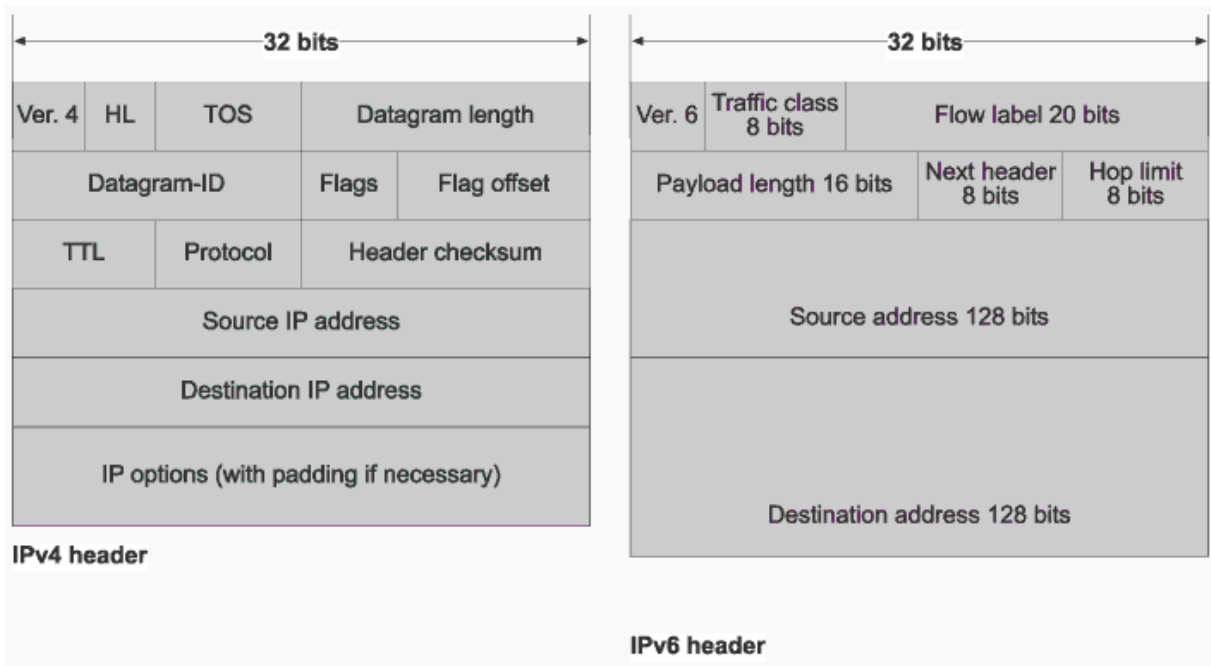 32 bits
Ver. 4 HL TOS Datagram length
Datagram-ID Flags Flag offset
TTL Protocol Header checksum
Source IP address
Destination IP address
IP options (with padding if necessary)
IPv4 header
32 bits
Ver. 6 Traffic class
8 bits Flow label 20 bits
Payload length 16 bits Next header
8 bits Hop limit
8 bits
Source address 128 bits
Destination address 128 bits
IPv6 header